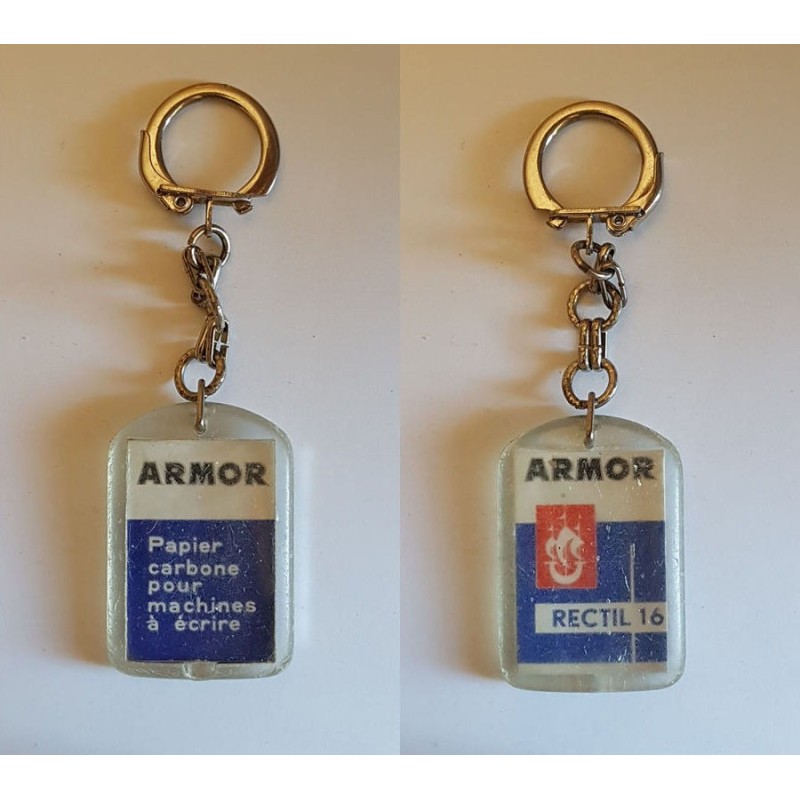 ARMOR
Papier
carbone
pour
machines
à écrire
ARMOR
RECTIL 16